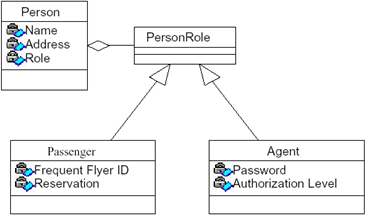 Person
Name
Address
Role
PersonRole
Passenger
Frequent Flyer ID
Reservation
Agent
Password
Authorization Level